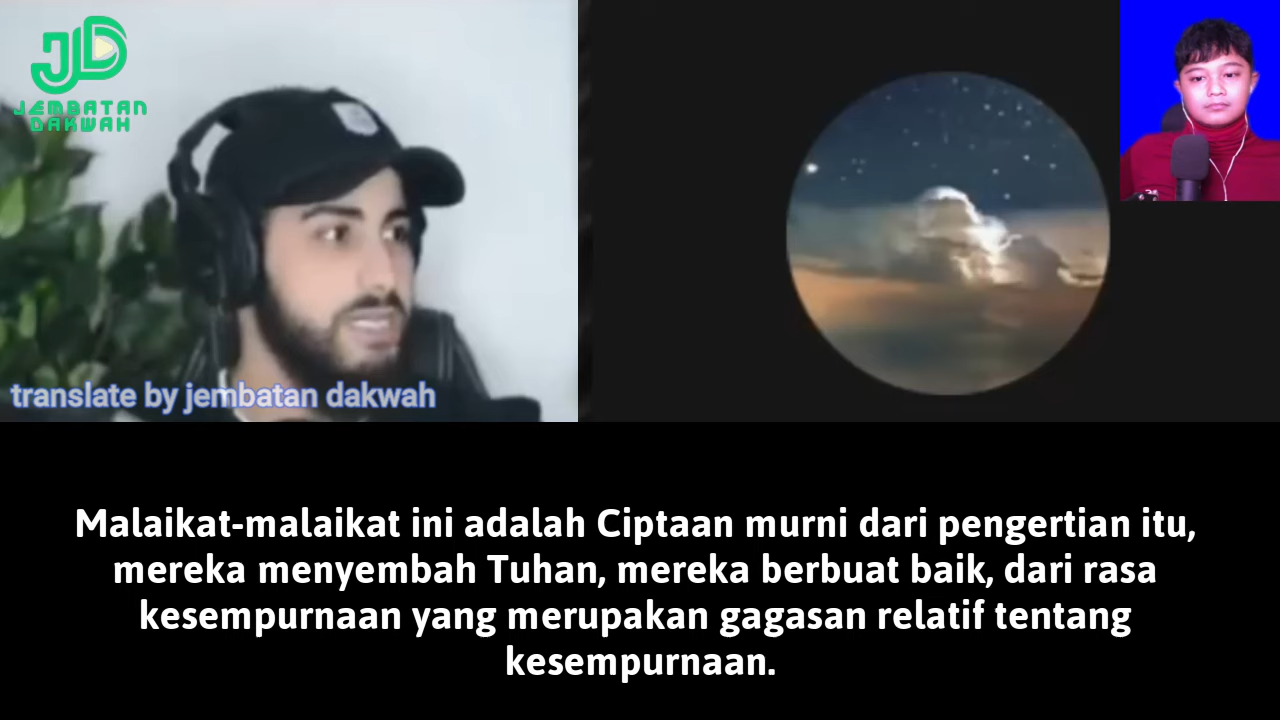 JEMBATAN
DAKWAH
translate by jembatan dakwah
Malaikat-malaikat ini adalah Ciptaan murni dari pengertian itu,
mereka menyembah Tuhan, mereka berbuat baik, dari rasa
kesempurnaan yang merupakan gagasan relatif tentang
kesempurnaan.